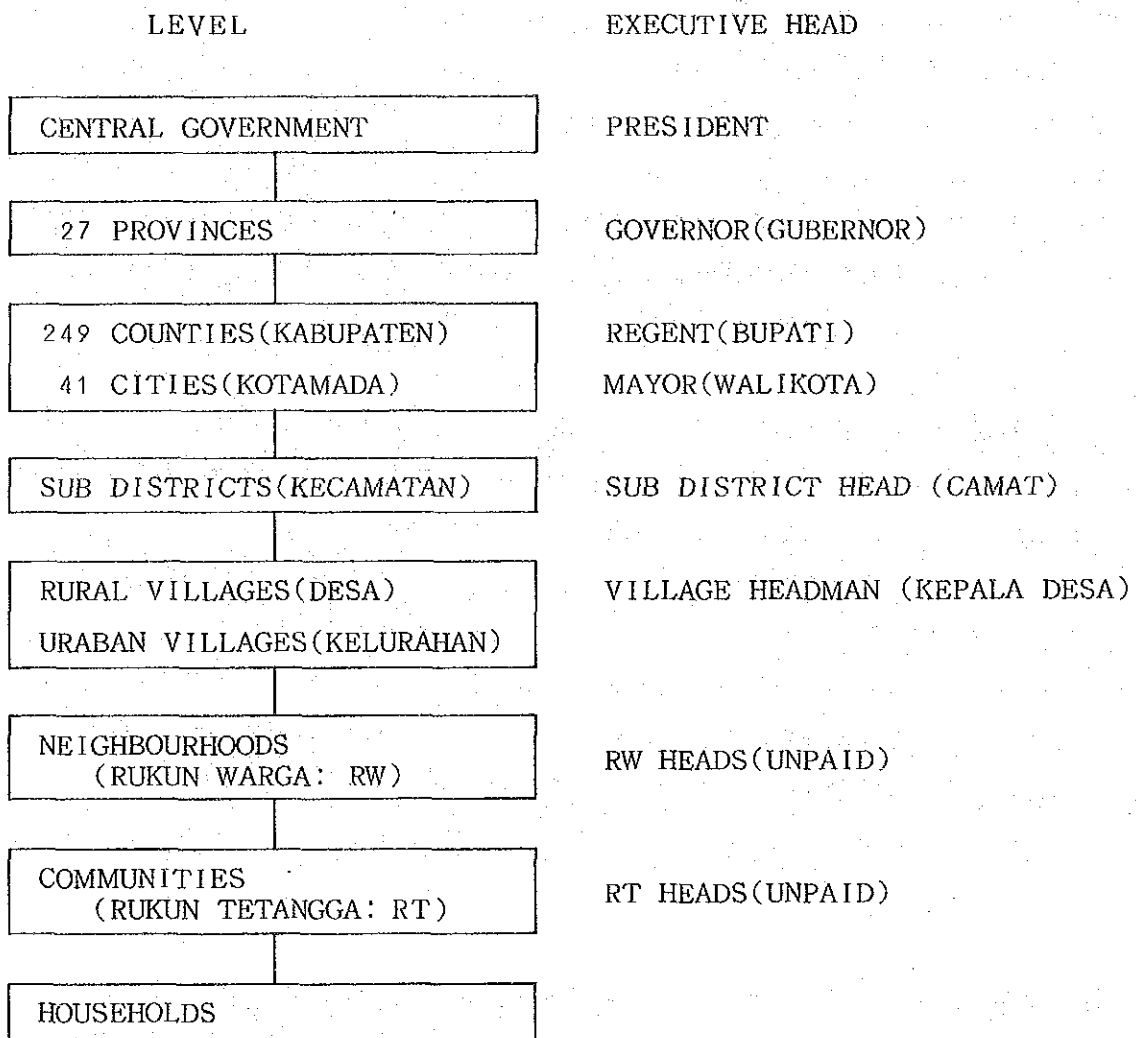 LEVEL EXECUTIVE HEAD
CENTRAL GOVERNMENT PRESIDENT
27 PROVINCES GOVERNOR(GUBERNOR)
249 COUNTIES(KABUPATEN) REGENT(BUPATI)
41 CITIES(KOTAMADA) MAYOR(WALIKOTA)
SUB DISTRICTS(KECAMATAN) SUB DISTRICT HEAD (CAMAT)
RURAL VILLAGES(DESA) VILLAGE HEADMAN (KEPALA DESA)
URABAN VILLAGES(KELURAHAN)
NEIGHBOURHOODS
(RUKUN WARGA: RW) RW HEADS(UNPAID)
COMMUNITIES
(RUKUN TETANGGA: RT) RT HEADS(UNPAID)
HOUSEHOLDS